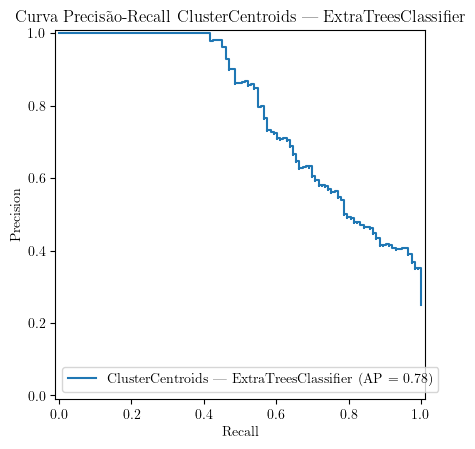 Curva Precisão-Recall ClusterCentroids — ExtraTreesClassifier
1.0
0.8
0.6
0.4
0.2
0.0
Precision
ClusterCentroids — ExtraTreesClassifier (AP = 0.78)
0.0 0.2 0.4 0.6 0.8 1.0
Recall